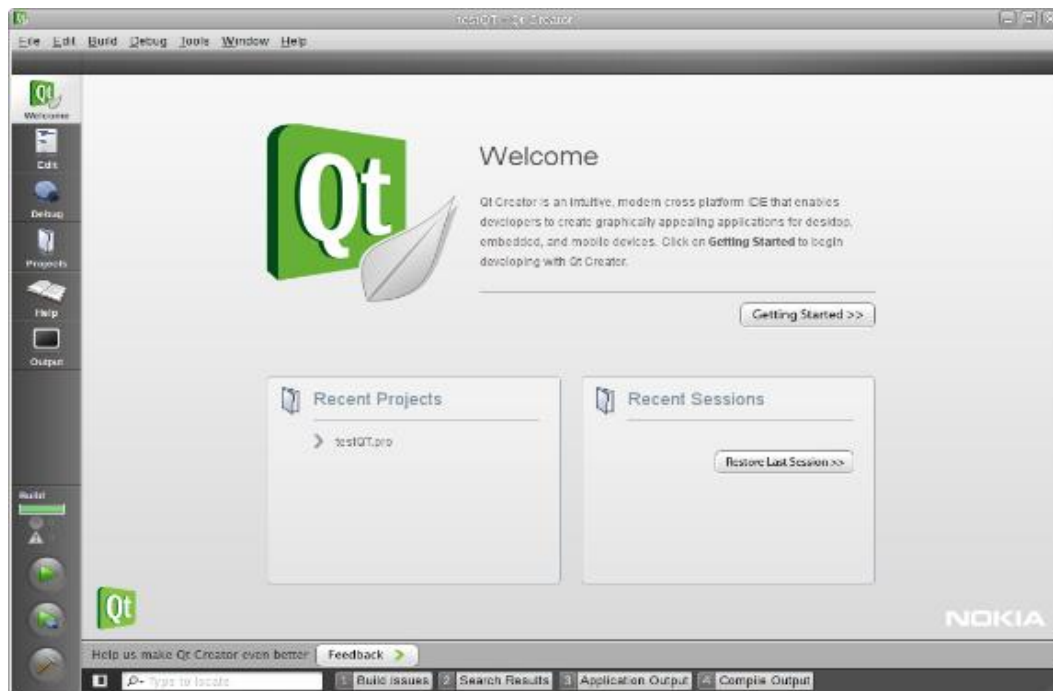 testQT - Qt Creator
File Edit Build Debug Tools Window Help
Qt
Welcome
Edit
Debug
Projects
Help
Output
Qt
Welcome
Qt Creator is an intuitive, modern cross platform IDE that enables
developers to create graphically appealing applications for desktop,
embedded, and mobile devices. Click on Getting Started to begin
developing with Qt Creator.
Getting Started >>
Recent Projects
testQT.pro
Recent Sessions
Restore Last Session >>
Build
Qt
NOKIA
Help us make Qt Creator even better Feedback
Type to locate 1 Build Issues 2 Search Results 3 Application Output 4 Compile Output